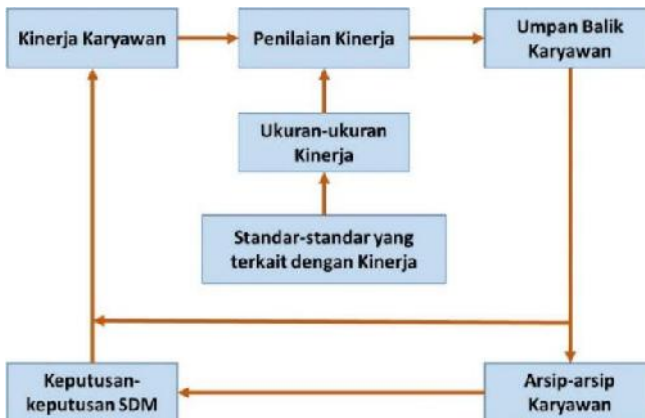 Kinerja Karyawan
Penilaian Kinerja
Umpan Balik
Karyawan
Ukuran-ukuran
Kinerja
Standar-standar yang
terkait dengan Kinerja
Keputusan-
keputusan SDM
Arsip-arsip
Karyawan